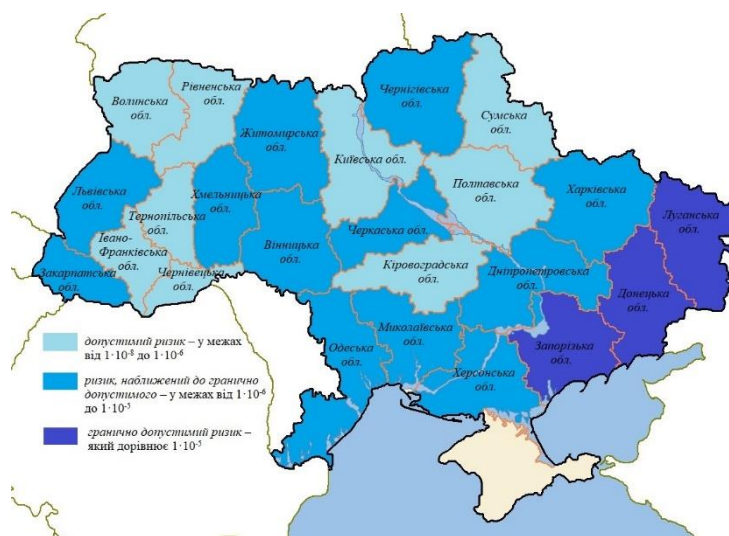 Волинська
обл.
Рівненська
обл.
Житомирська
обл.
Київська обл.
Чернігівська
обл.
Сумська
обл.
Львівська
обл.
Тернопільська
обл.
Хмельницька
обл.
Вінницька
обл.
Черкаська обл.
Полтавська
обл.
Харківська
обл.
Луганська
обл.
Івано-
Франківська
обл.
Закарпатська
обл.
Чернівецька
обл.
Кіровоградська
обл.
Дніпропетровська
обл.
Донецька
обл.
Одеська
обл.
Миколаївська
обл.
Запорізька
обл.
Херсонська
обл.
допустимий ризик – у межах
від 1·10-8 до 1·10-6
ризик, наближений до гранично
допустимого – у межах від 1·10-6
до 1·10-5
гранично допустимий ризик –
який дорівнює 1·10-5